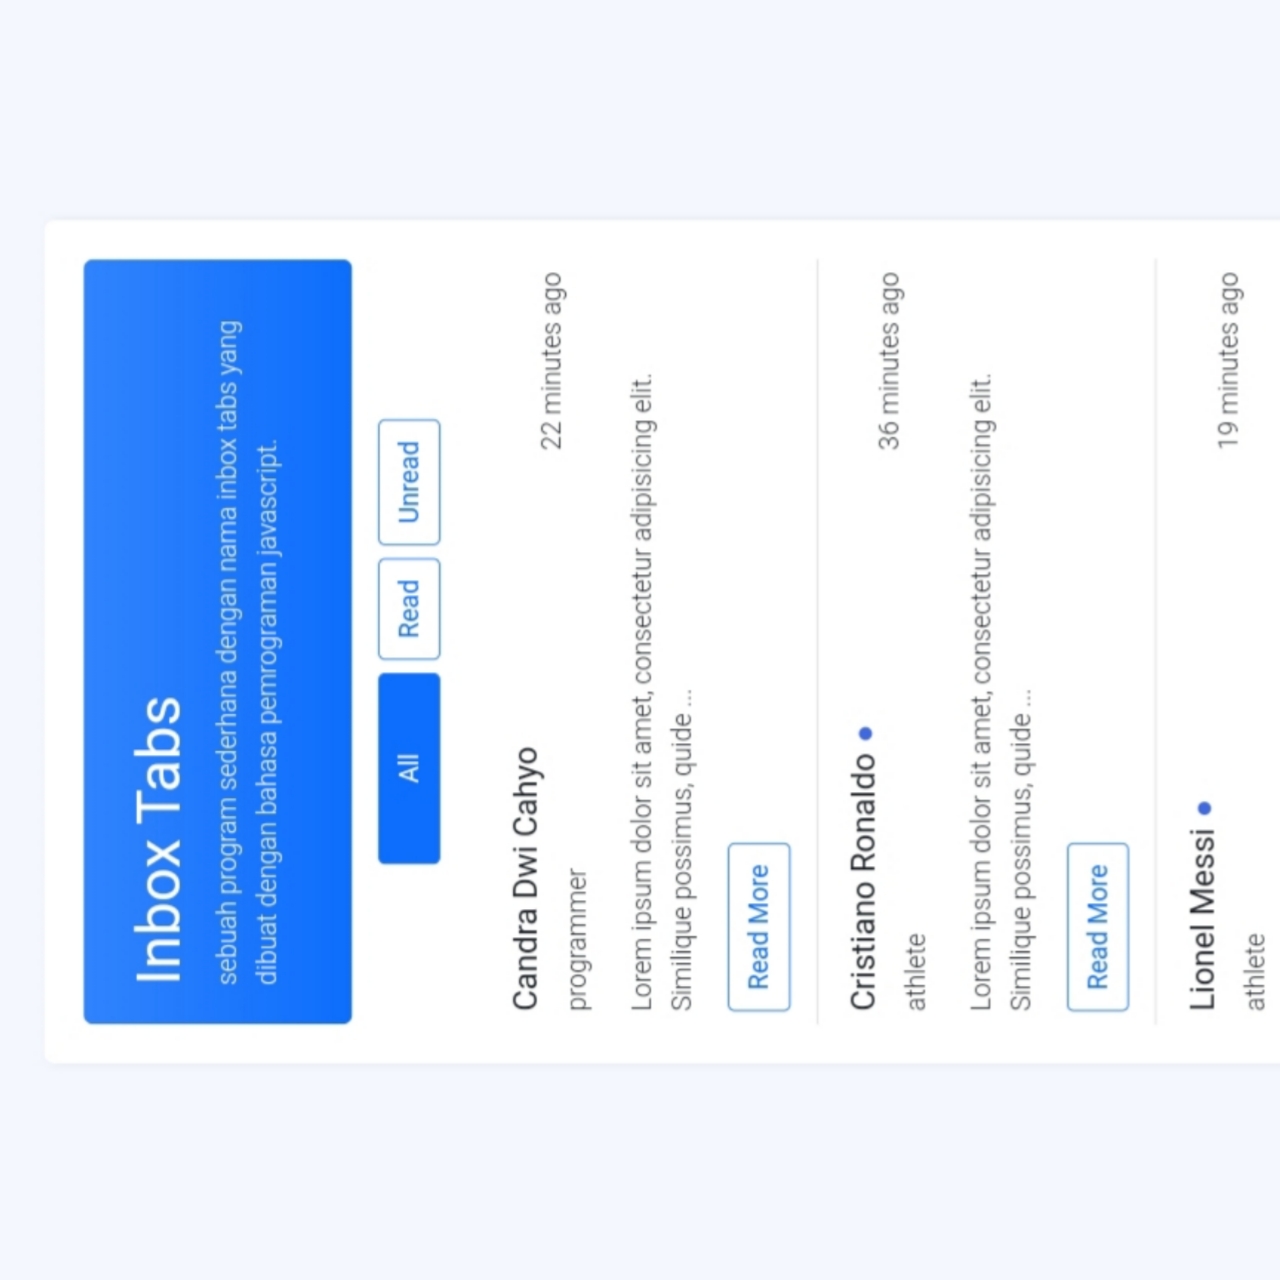 Inbox Tabs
sebuah program sederhana dengan nama inbox tabs yang
dibuat dengan bahasa pemrograman javascript.
All Read Unread
Candra Dwi Cahyo
22 minutes ago
programmer
Lorem ipsum dolor sit amet, consectetur adipisicing elit.
Similique possimus, quide ...
Read More
Cristiano Ronaldo
36 minutes ago
athlete
Lorem ipsum dolor sit amet, consectetur adipisicing elit.
Similique possimus, quide ...
Read More
Lionel Messi
19 minutes ago
athlete